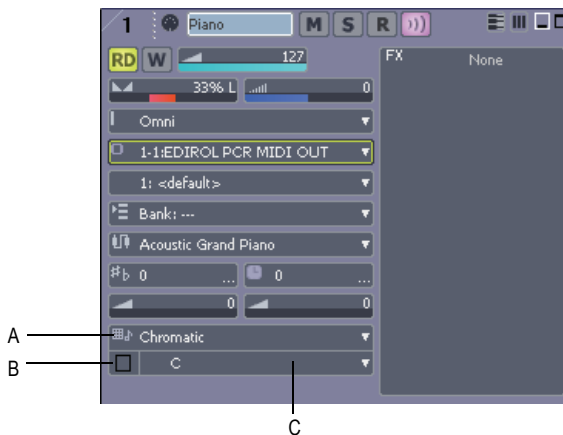 1 Piano M S R
RD W 127 FX None
33% L 0
Omni
1-1:EDIROL PCR MIDI OUT
1: <default>
Bank: ---
Acoustic Grand Piano
♯♭ 0 ... 0 ...
0 0
A Chromatic
B C
C